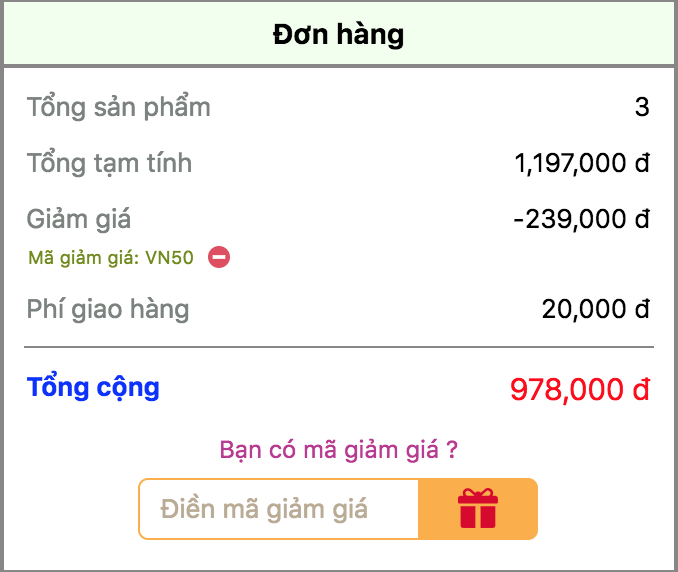 Đơn hàng
Tổng sản phẩm 3
Tổng tạm tính 1,197,000 đ
Giảm giá -239,000 đ
Mã giảm giá: VN50
Phí giao hàng 20,000 đ
Tổng cộng 978,000 đ
Bạn có mã giảm giá ?
Điền mã giảm giá